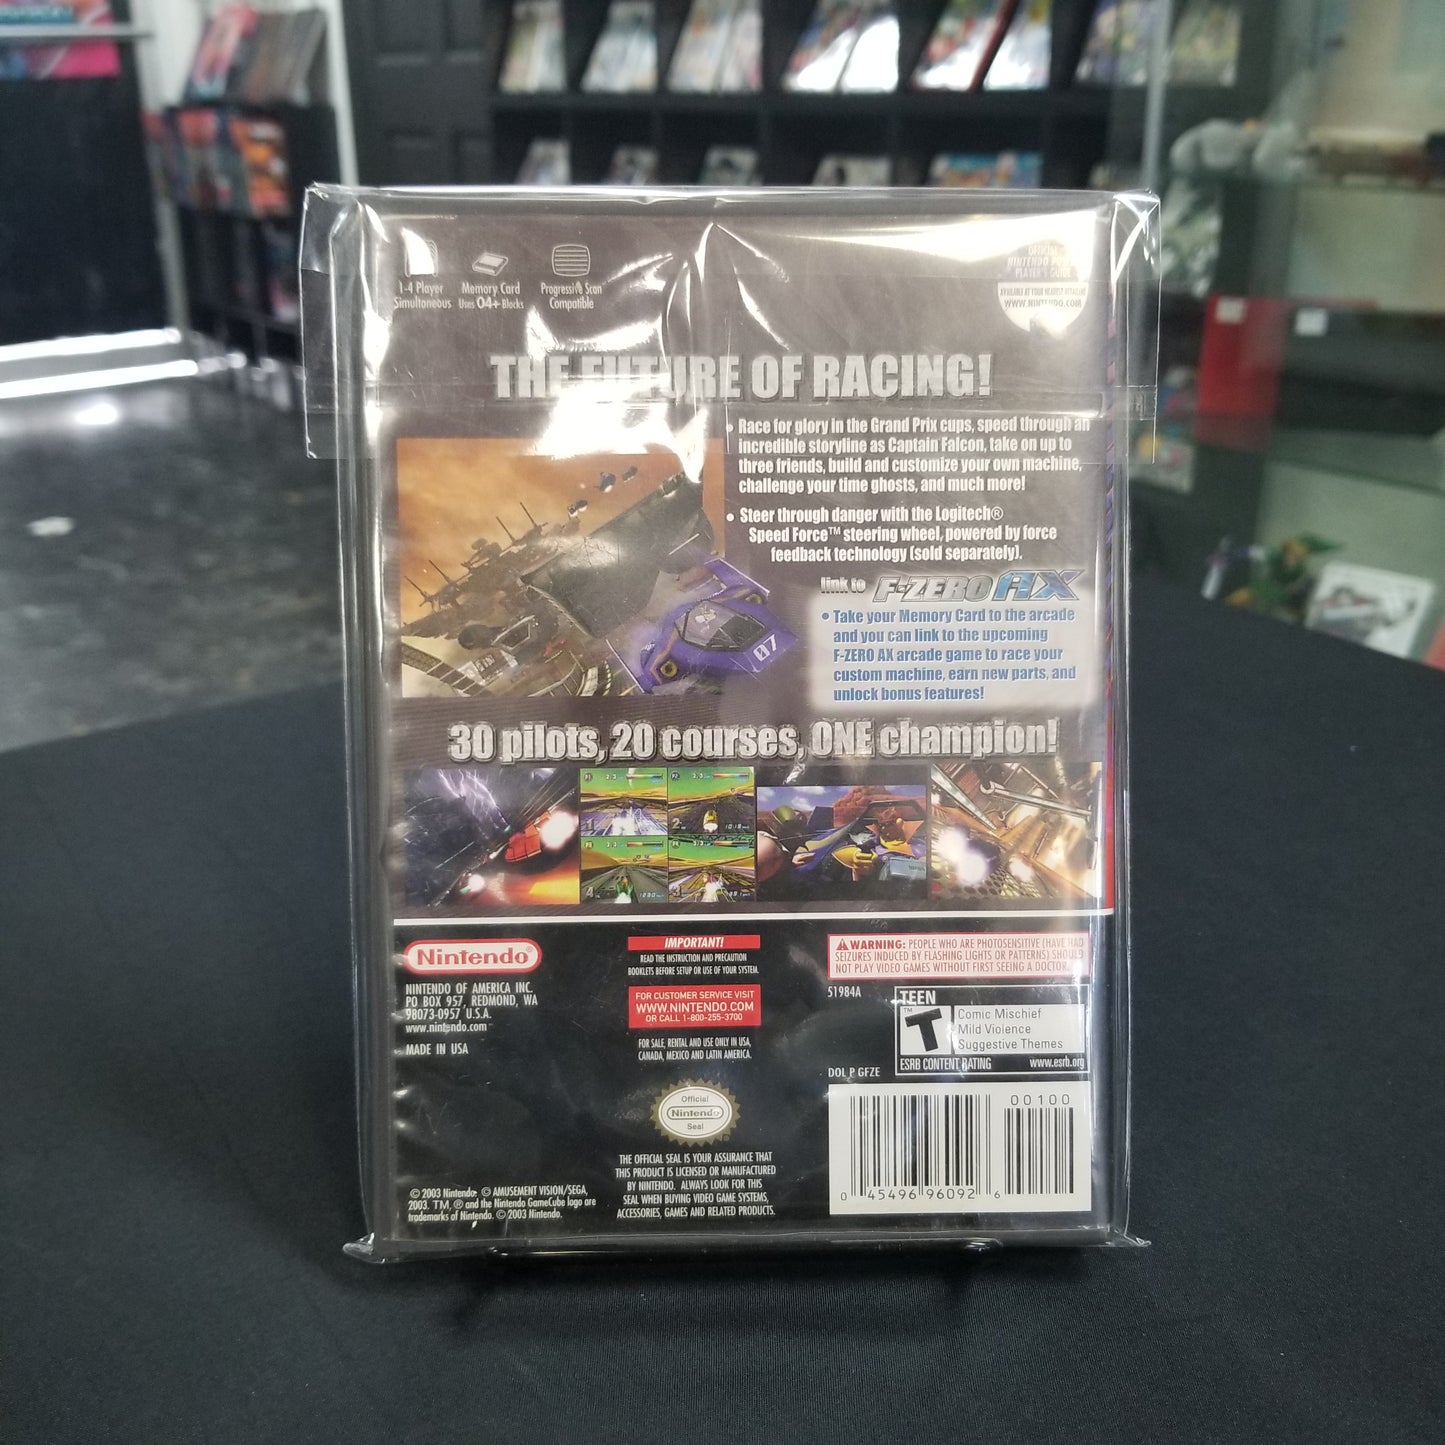 1-4 Player
Simultaneous
Memory Card
Uses 04+ Blocks
Progressive Scan
Compatible
OFFICIAL
NINTENDO POWER
PLAYER'S GUIDE
AVAILABLE AT YOUR NEAREST RETAILER!
WWW.NINTENDO.COM
THE FUTURE OF RACING!
• Race for glory in the Grand Prix cups, speed through an
incredible storyline as Captain Falcon, take on up to
three friends, build and customize your own machine,
challenge your time ghosts, and much more!
• Steer through danger with the Logitech®
Speed Force™ steering wheel, powered by force
feedback technology (sold separately).
link to F-ZERO AX
• Take your Memory Card to the arcade
and you can link to the upcoming
F-ZERO AX arcade game to race your
custom machine, earn new parts, and
unlock bonus features!
07
30 pilots, 20 courses, ONE champion!
Nintendo®
NINTENDO OF AMERICA INC.
PO BOX 957, REDMOND, WA
98073-0957 U.S.A.
www.nintendo.com
MADE IN USA
IMPORTANT!
READ THE INSTRUCTION AND PRECAUTION
BOOKLETS BEFORE SETUP OR USE OF YOUR SYSTEM.
FOR CUSTOMER SERVICE VISIT
WWW.NINTENDO.COM
OR CALL 1-800-255-3700
FOR SALE, RENTAL AND USE ONLY IN USA,
CANADA, MEXICO AND LATIN AMERICA.
Official
Nintendo
Seal
THE OFFICIAL SEAL IS YOUR ASSURANCE THAT
THIS PRODUCT IS LICENSED OR MANUFACTURED
BY NINTENDO. ALWAYS LOOK FOR THIS
SEAL WHEN BUYING VIDEO GAME SYSTEMS,
ACCESSORIES, GAMES AND RELATED PRODUCTS.
WARNING: PEOPLE WHO ARE PHOTOSENSITIVE (HAVE HAD
SEIZURES INDUCED BY FLASHING LIGHTS OR PATTERNS) SHOULD
NOT PLAY VIDEO GAMES WITHOUT FIRST SEEING A DOCTOR.
51984A
TEEN
T™
Comic Mischief
Mild Violence
Suggestive Themes
ESRB CONTENT RATING www.esrb.org
DOL P GFZE
00100
0 45496 96092 6
© 2003 Nintendo. © AMUSEMENT VISION/SEGA,
2003. TM, ® and the Nintendo GameCube logo are
trademarks of Nintendo. © 2003 Nintendo.